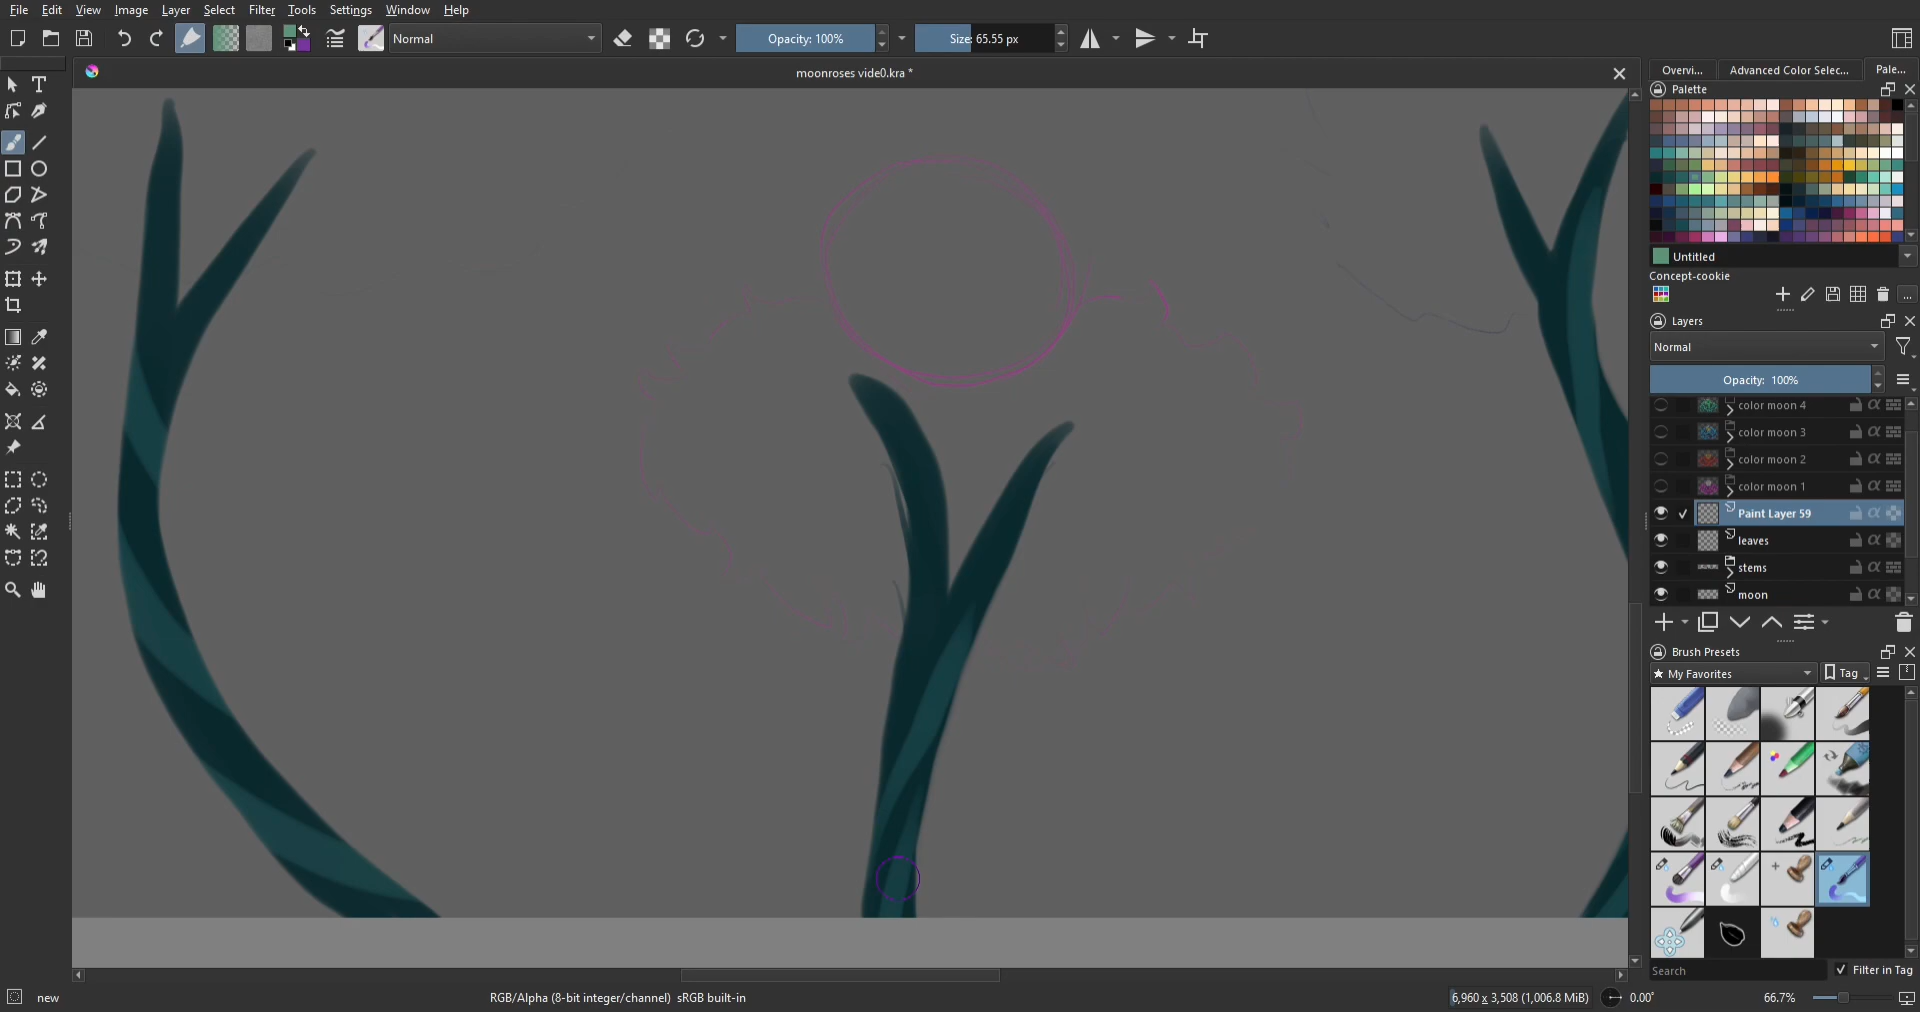 File Edit View Image Layer Select Filter Tools Settings Window Help
Normal Opacity: 100% Size: 65.55 px
moonroses vide0.kra *
Overvi... Advanced Color Selec... Pale...
Palette
Untitled
Concept-cookie
...
Layers
Normal
Opacity: 100%
color moon 4
color moon 3
color moon 2
color moon 1
Paint Layer 59
leaves
stems
moon
Brush Presets
My Favorites Tag
Search Filter in Tag
new RGB/Alpha (8-bit integer/channel) sRGB built-in 6,960 x 3,508 (1,006.8 MiB) 0.00° 66.7%